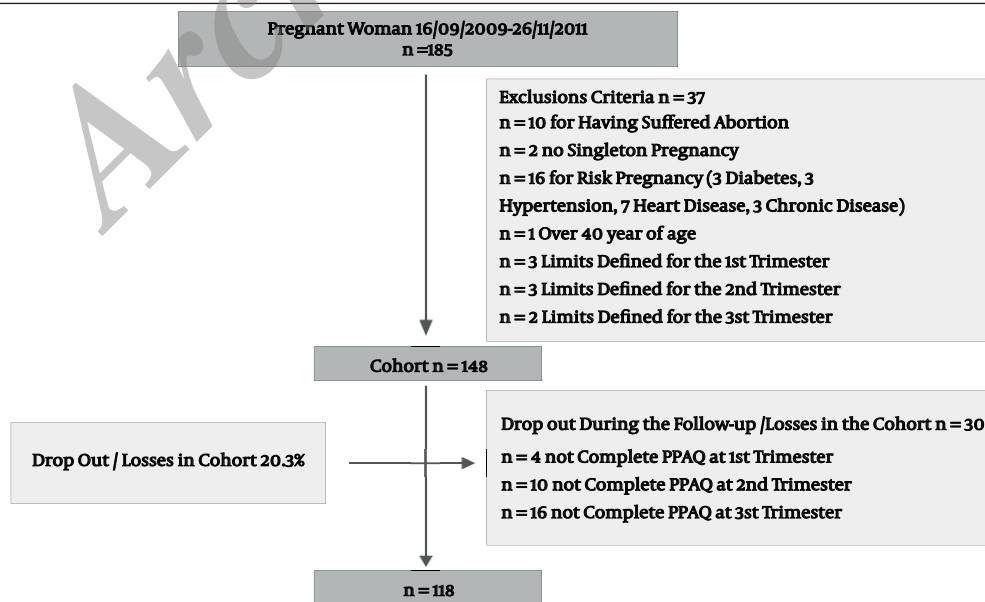 Pregnant Woman 16/09/2009-26/11/2011
n =185
Exclusions Criteria n = 37
n = 10 for Having Suffered Abortion
n = 2 no Singleton Pregnancy
n = 16 for Risk Pregnancy (3 Diabetes, 3
Hypertension, 7 Heart Disease, 3 Chronic Disease)
n = 1 Over 40 year of age
n = 3 Limits Defined for the 1st Trimester
n = 3 Limits Defined for the 2nd Trimester
n = 2 Limits Defined for the 3st Trimester
Cohort n = 148
Drop out During the Follow-up /Losses in the Cohort n = 30
Drop Out / Losses in Cohort 20.3%
n = 4 not Complete PPAQ at 1st Trimester
n = 10 not Complete PPAQ at 2nd Trimester
n = 16 not Complete PPAQ at 3st Trimester
n = 118